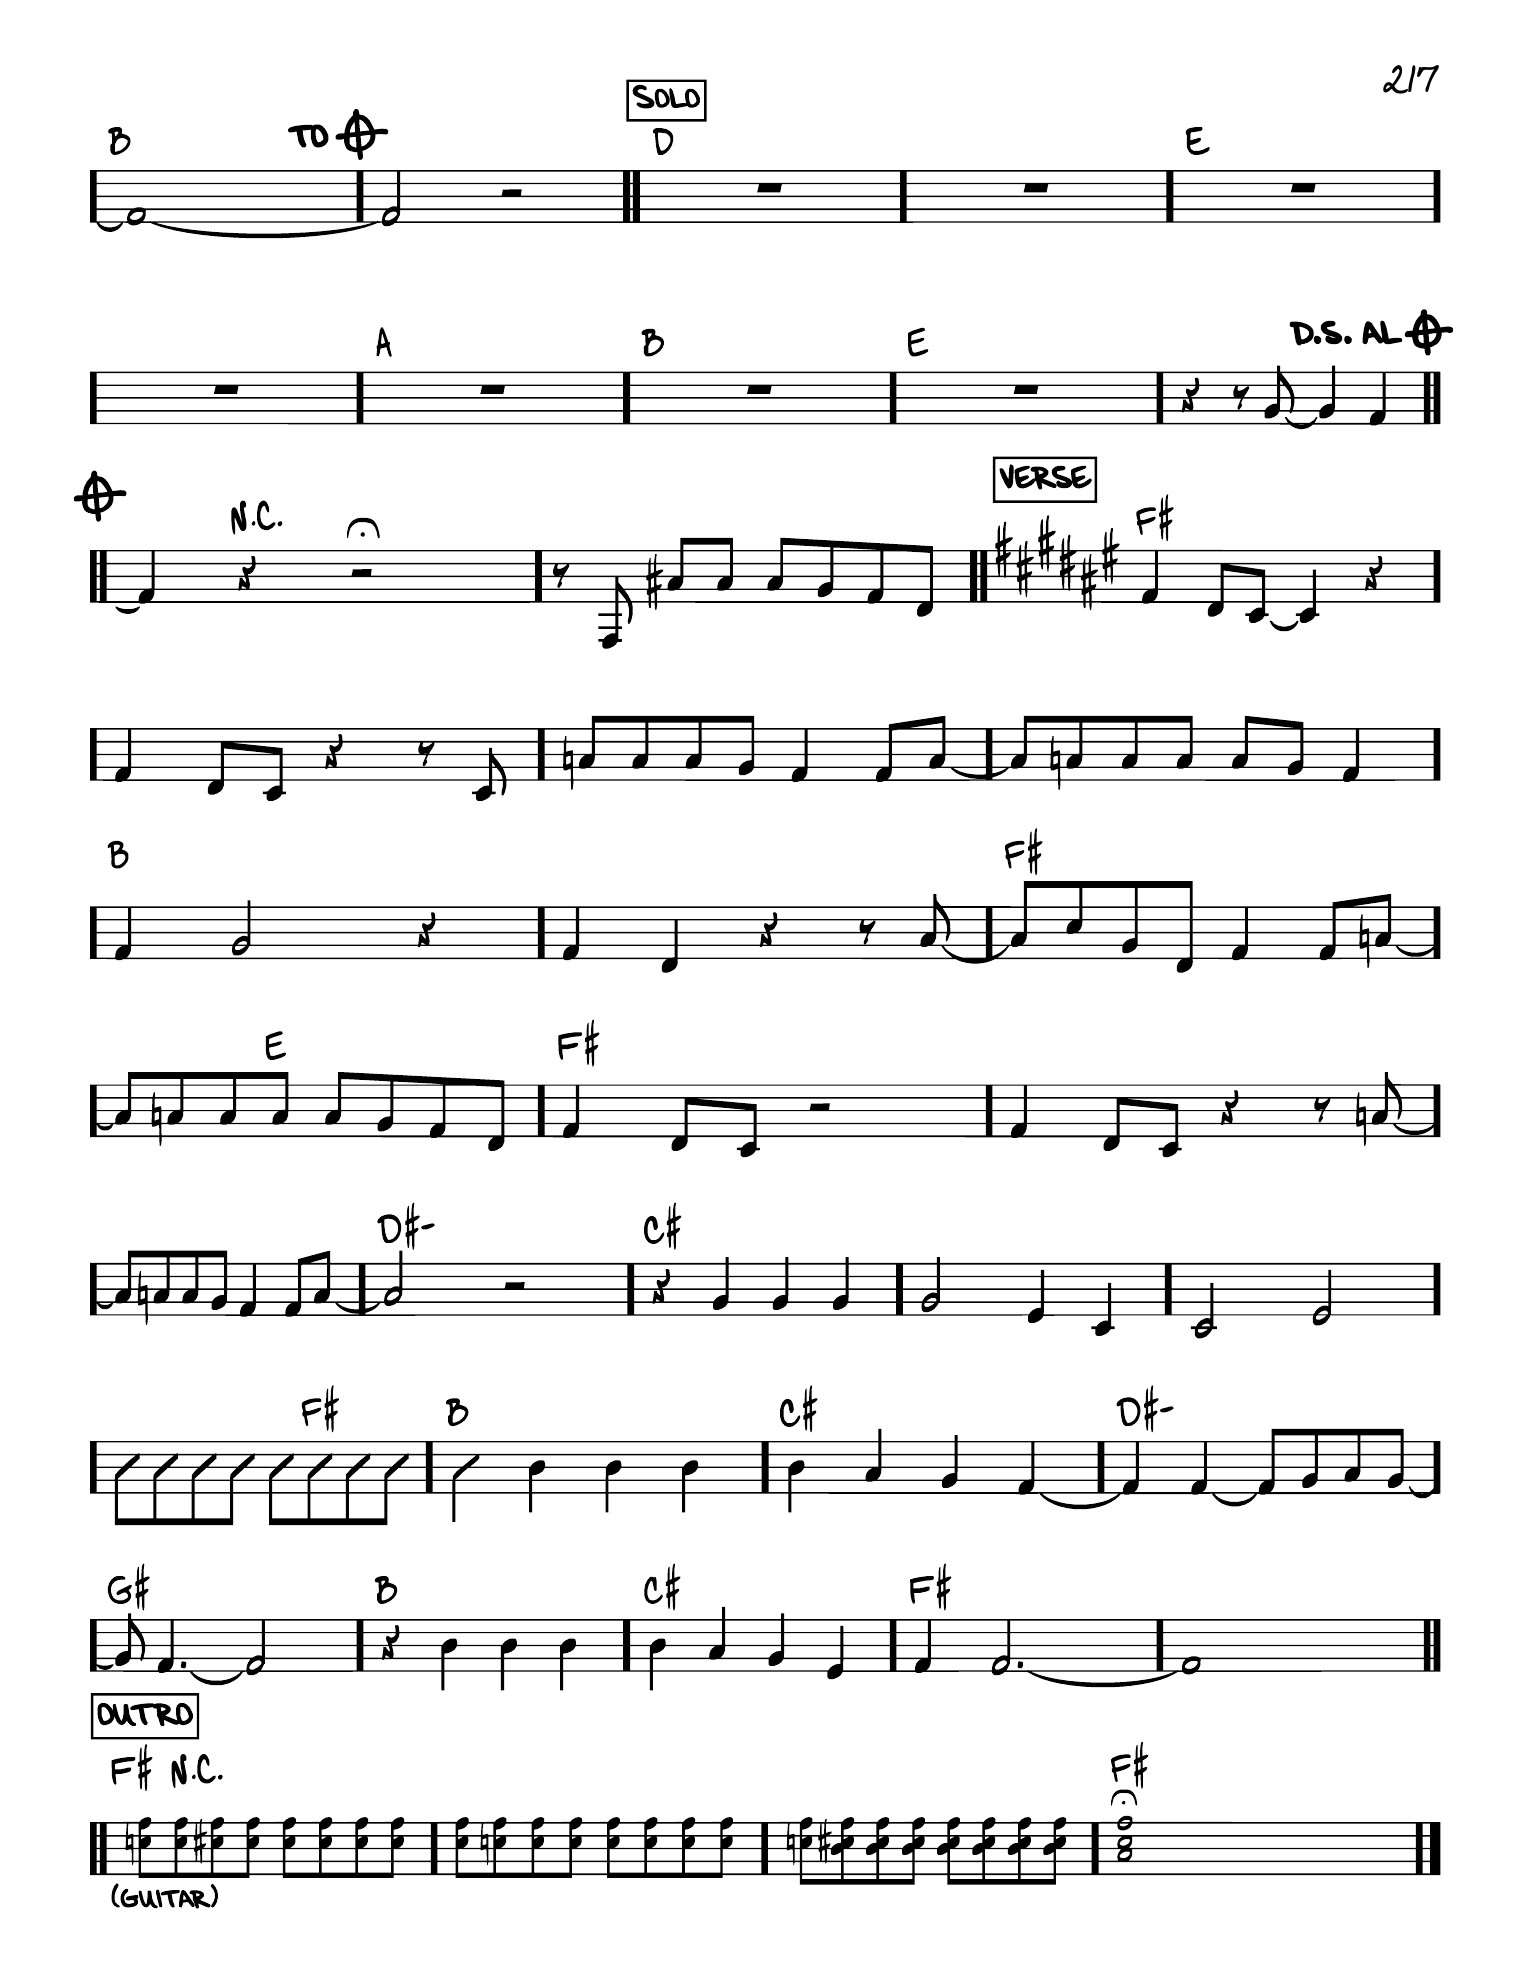 217
SOLO
B TO D E
A B E D.S. AL
VERSE
N.C. F#
B F#
E F#
D#- C#
F# B C# D#-
G# B C# F#
OUTRO
F# N.C. F#
(GUITAR)